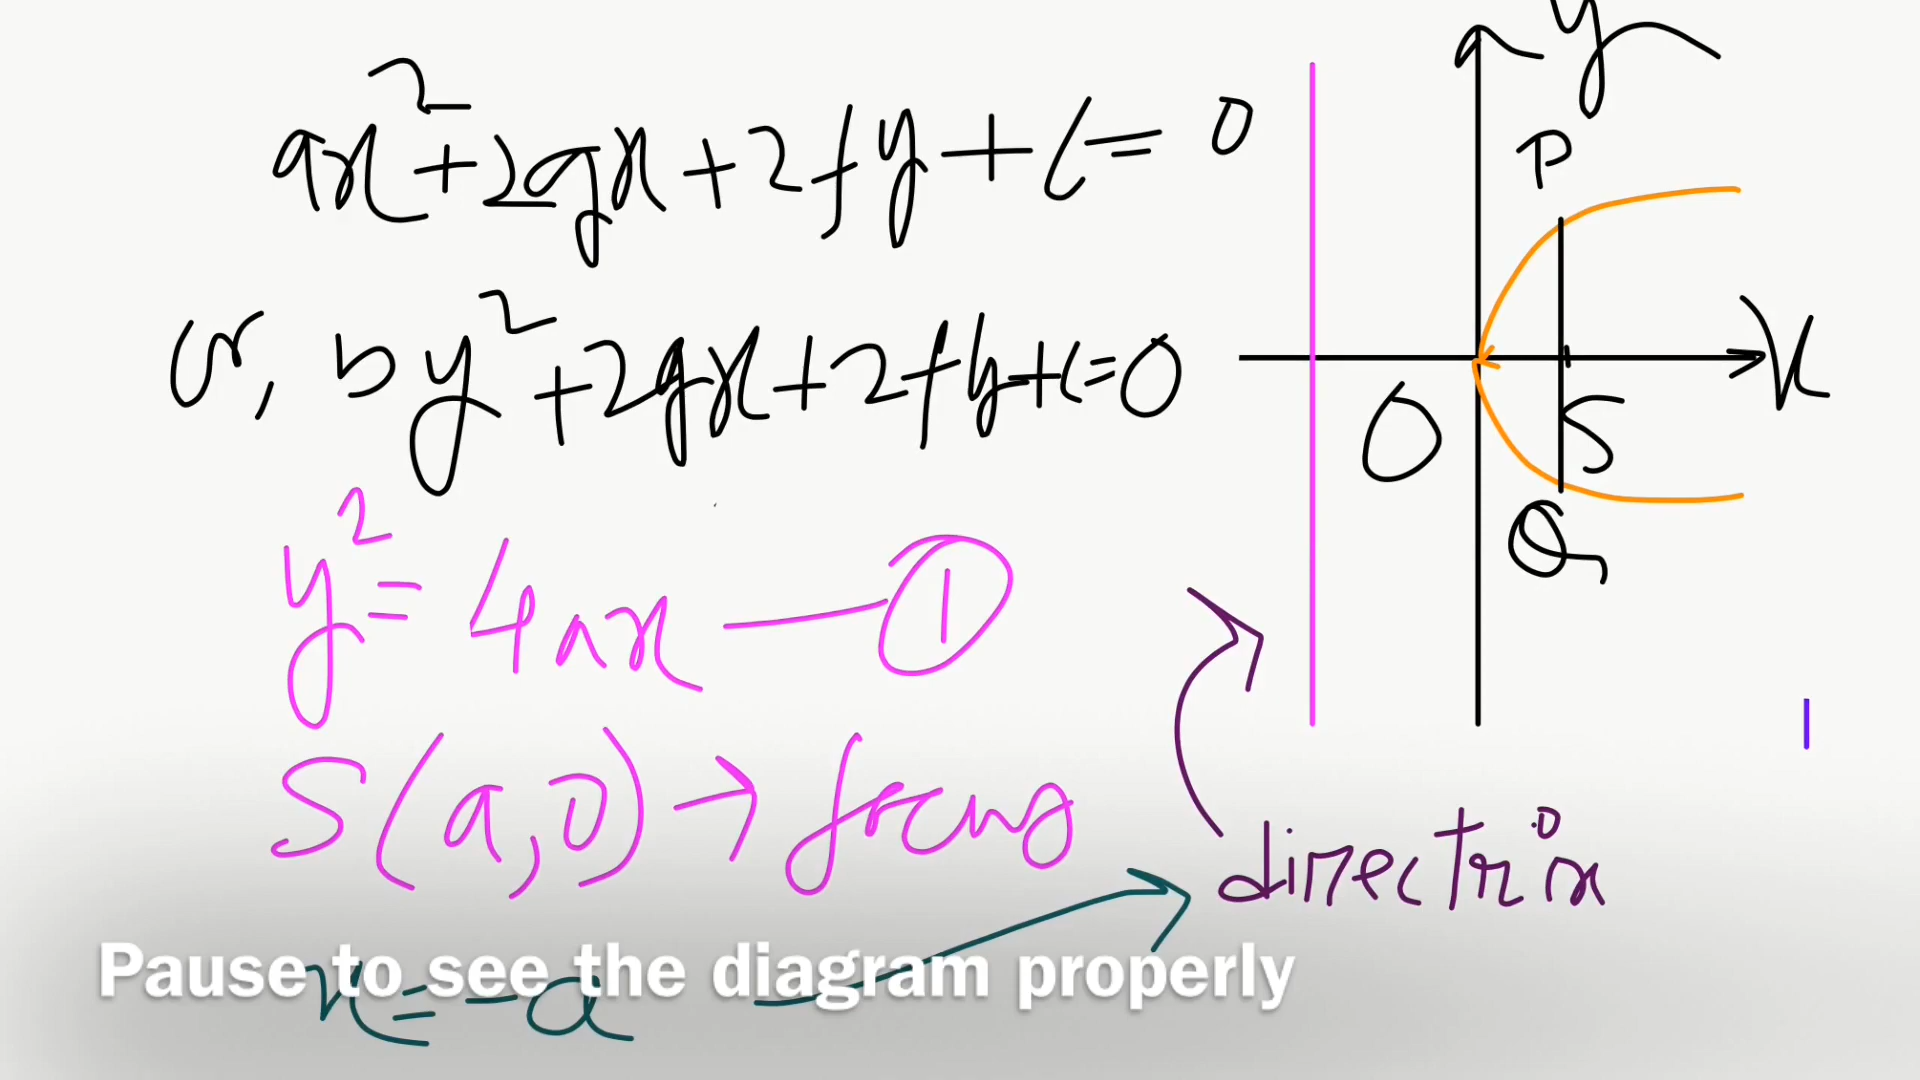 ax²+2gx+2fy+c=0
or, by²+2gx+2fy+c=0
y²=4ax — ①
S(a,0)→focus
x=-a
directrix
y
P
x
O
S
Q
Pause to see the diagram properly